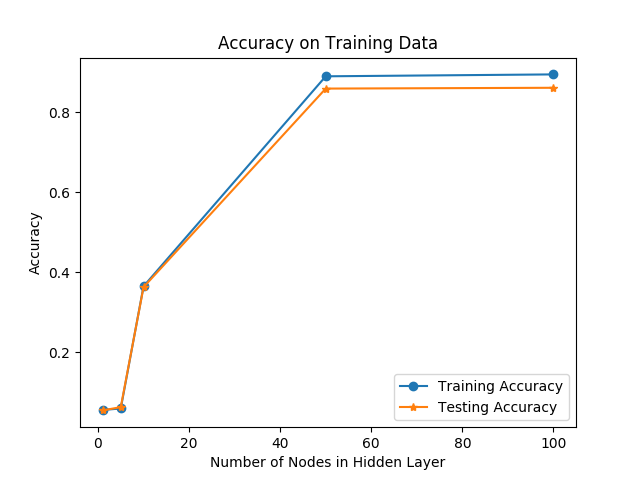 Accuracy on Training Data
Accuracy
0.8
0.6
0.4
0.2
0 20 40 60 80 100
Number of Nodes in Hidden Layer
Training Accuracy
Testing Accuracy